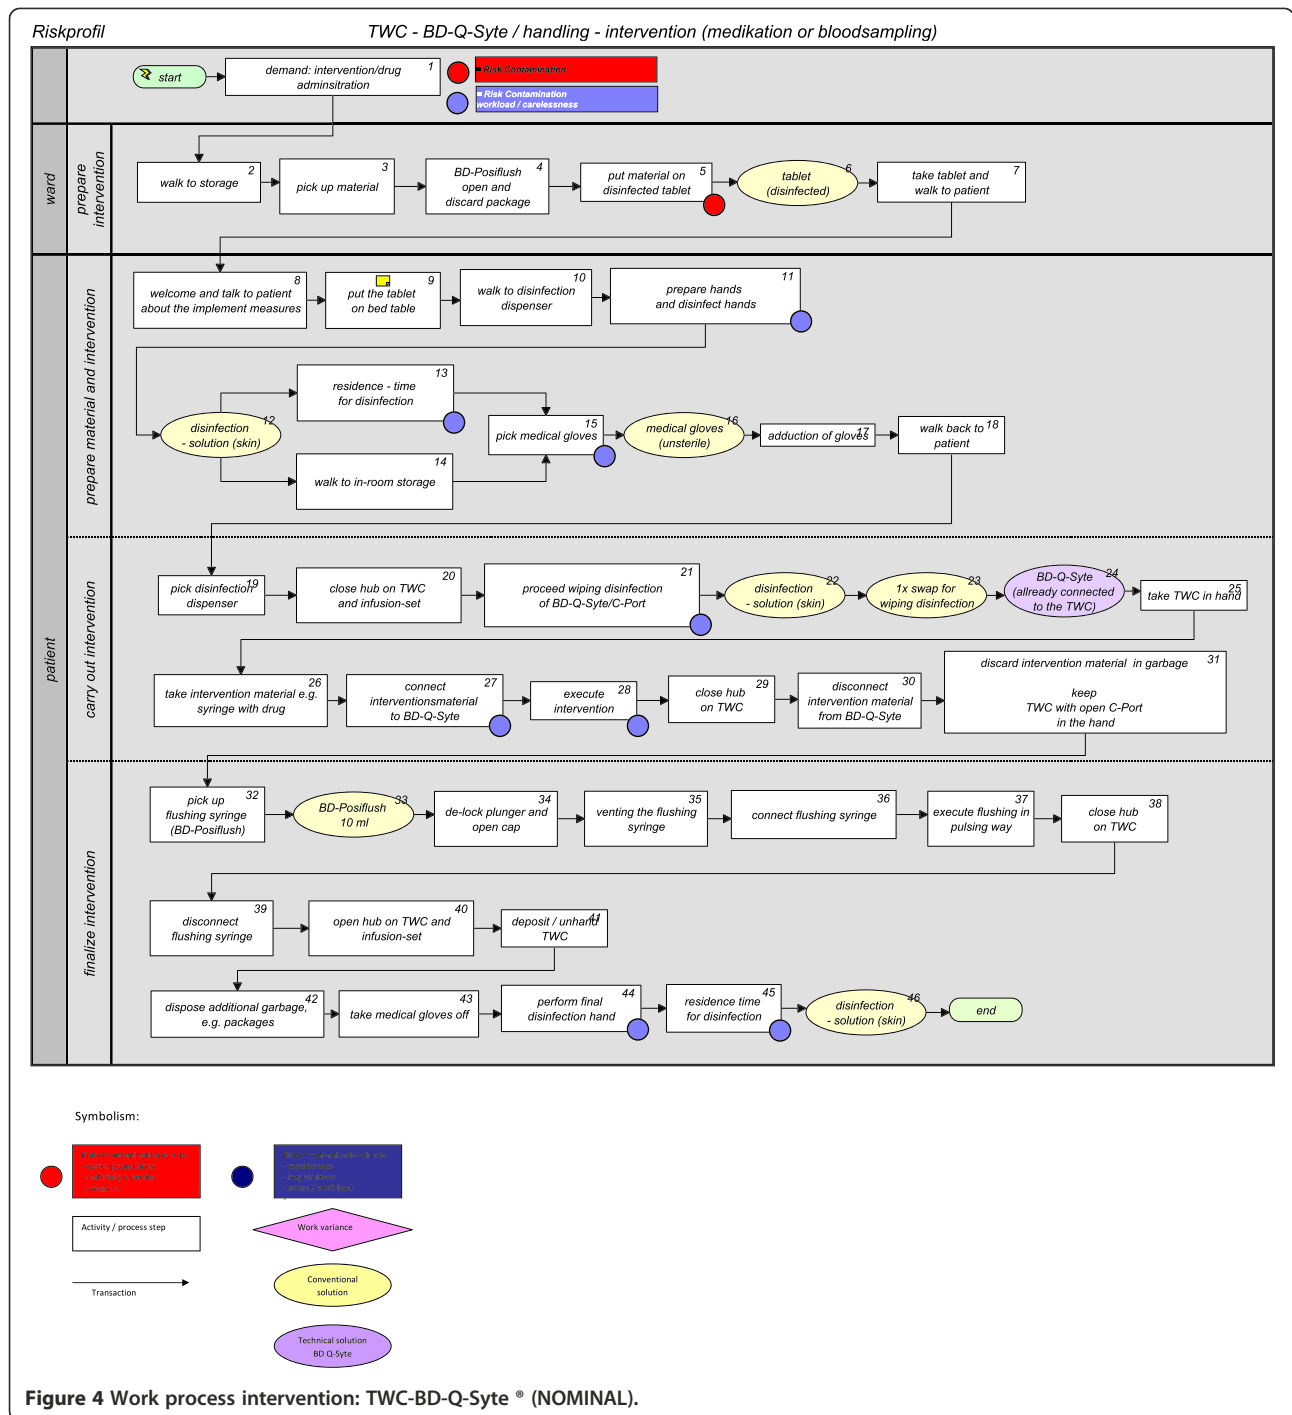 Riskprofil
TWC - BD-Q-Syte / handling - intervention (medikation or bloodsampling)
start
1
demand: intervention/drug
adminsitration
Risk Contamination
Risk Contamination
workload / carelessness
ward
prepare
intervention
2
walk to storage
3
pick up material
4
BD-Posiflush
open and
discard package
5
put material on
disinfected tablet
6
tablet
(disinfected)
7
take tablet and
walk to patient
patient
prepare material and intervention
8
welcome and talk to patient
about the implement measures
9
put the tablet
on bed table
10
walk to disinfection
dispenser
11
prepare hands
and disinfect hands
12
disinfection
- solution (skin)
13
residence - time
for disinfection
14
walk to in-room storage
15
pick medical gloves
16
medical gloves
(unsterile)
17
adduction of gloves
18
walk back to
patient
carry out intervention
19
pick disinfection
dispenser
20
close hub on TWC
and infusion-set
21
proceed wiping disinfection
of BD-Q-Syte/C-Port
22
disinfection
- solution (skin)
23
1x swap for
wiping disinfection
24
BD-Q-Syte
(allready connected
to the TWC)
25
take TWC in hand
26
take intervention material e.g.
syringe with drug
27
connect
interventionsmaterial
to BD-Q-Syte
28
execute
intervention
29
close hub
on TWC
30
disconnect
intervention material
from BD-Q-Syte
31
discard intervention material in garbage
keep
TWC with open C-Port
in the hand
finalize intervention
32
pick up
flushing syringe
(BD-Posiflush)
33
BD-Posiflush
10 ml
34
de-lock plunger and
open cap
35
venting the flushing
syringe
36
connect flushing syringe
37
execute flushing in
pulsing way
38
close hub
on TWC
39
disconnect
flushing syringe
40
open hub on TWC and
infusion-set
41
deposit / unhand
TWC
42
dispose additional garbage,
e.g. packages
43
take medical gloves off
44
perform final
disinfection hand
45
residence time
for disinfection
46
disinfection
- solution (skin)
end
Symbolism:
Activity / process step
Work variance
Transaction
Conventional
solution
Technical solution
BD Q-Syte
Figure 4 Work process intervention: TWC-BD-Q-Syte ® (NOMINAL).